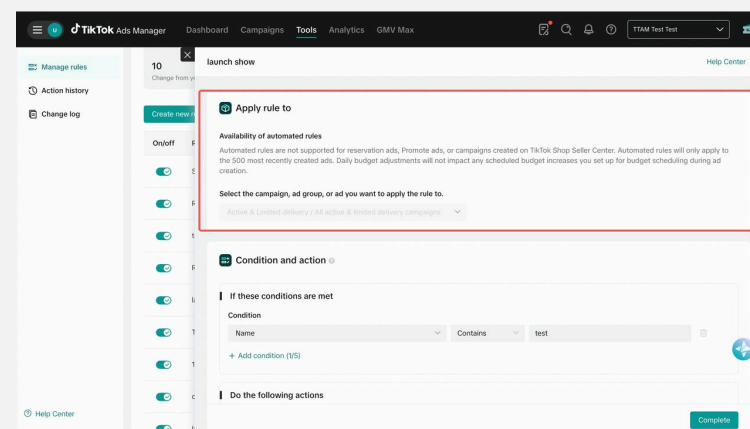 U TikTok Ads Manager Dashboard Campaigns Tools Analytics GMV Max TTAM Test Test
Manage rules
Action history
Change log
Help Center
10
Change from
Create new
On/off
launch show Help Center
Apply rule to
Availability of automated rules
Automated rules are not supported for reservation ads, Promote ads, or campaigns created on TikTok Shop Seller Center. Automated rules will only apply to
the 500 most recently created ads. Daily budget adjustments will not impact any scheduled budget increases you set up for budget scheduling during ad
creation.
Select the campaign, ad group, or ad you want to apply the rule to.
Active & Limited delivery / All active & limited delivery campaigns
Condition and action
If these conditions are met
Condition
Name Contains test
+ Add condition (1/5)
Do the following actions
Complete